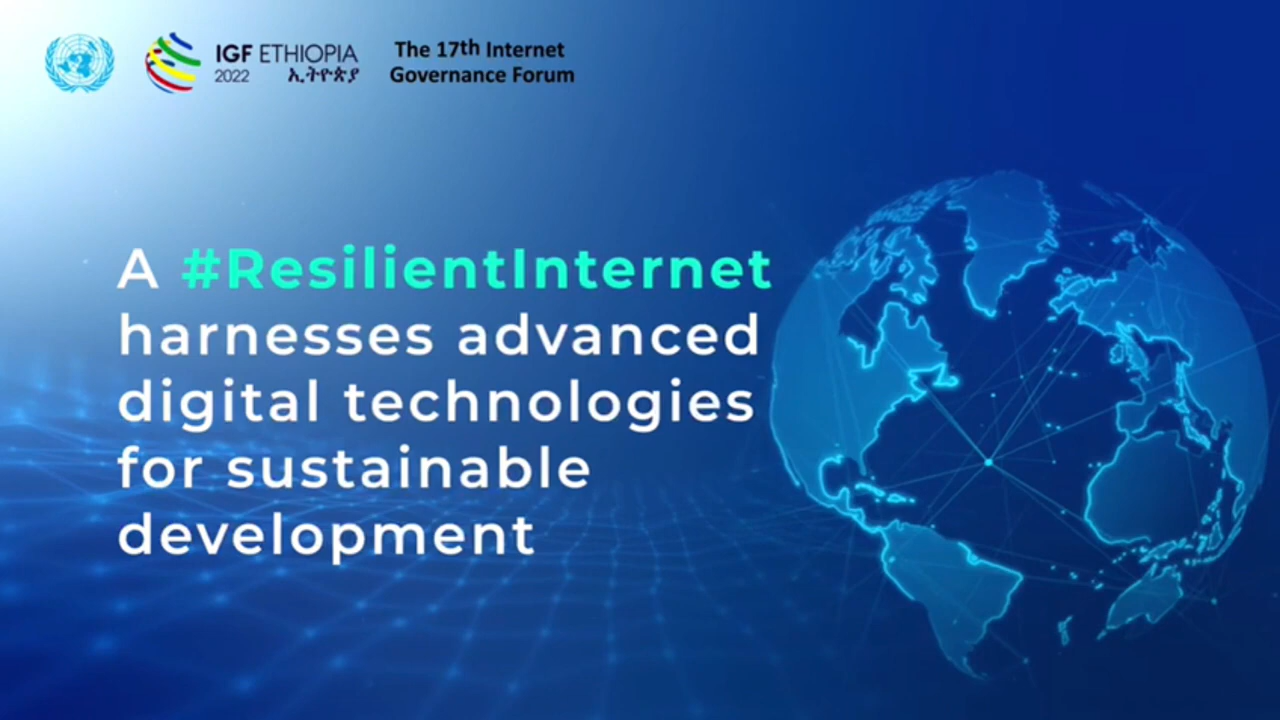 IGF ETHIOPIA
2022 ኢትዮጵያ
The 17th Internet
Governance Forum
A #ResilientInternet
harnesses advanced
digital technologies
for sustainable
development